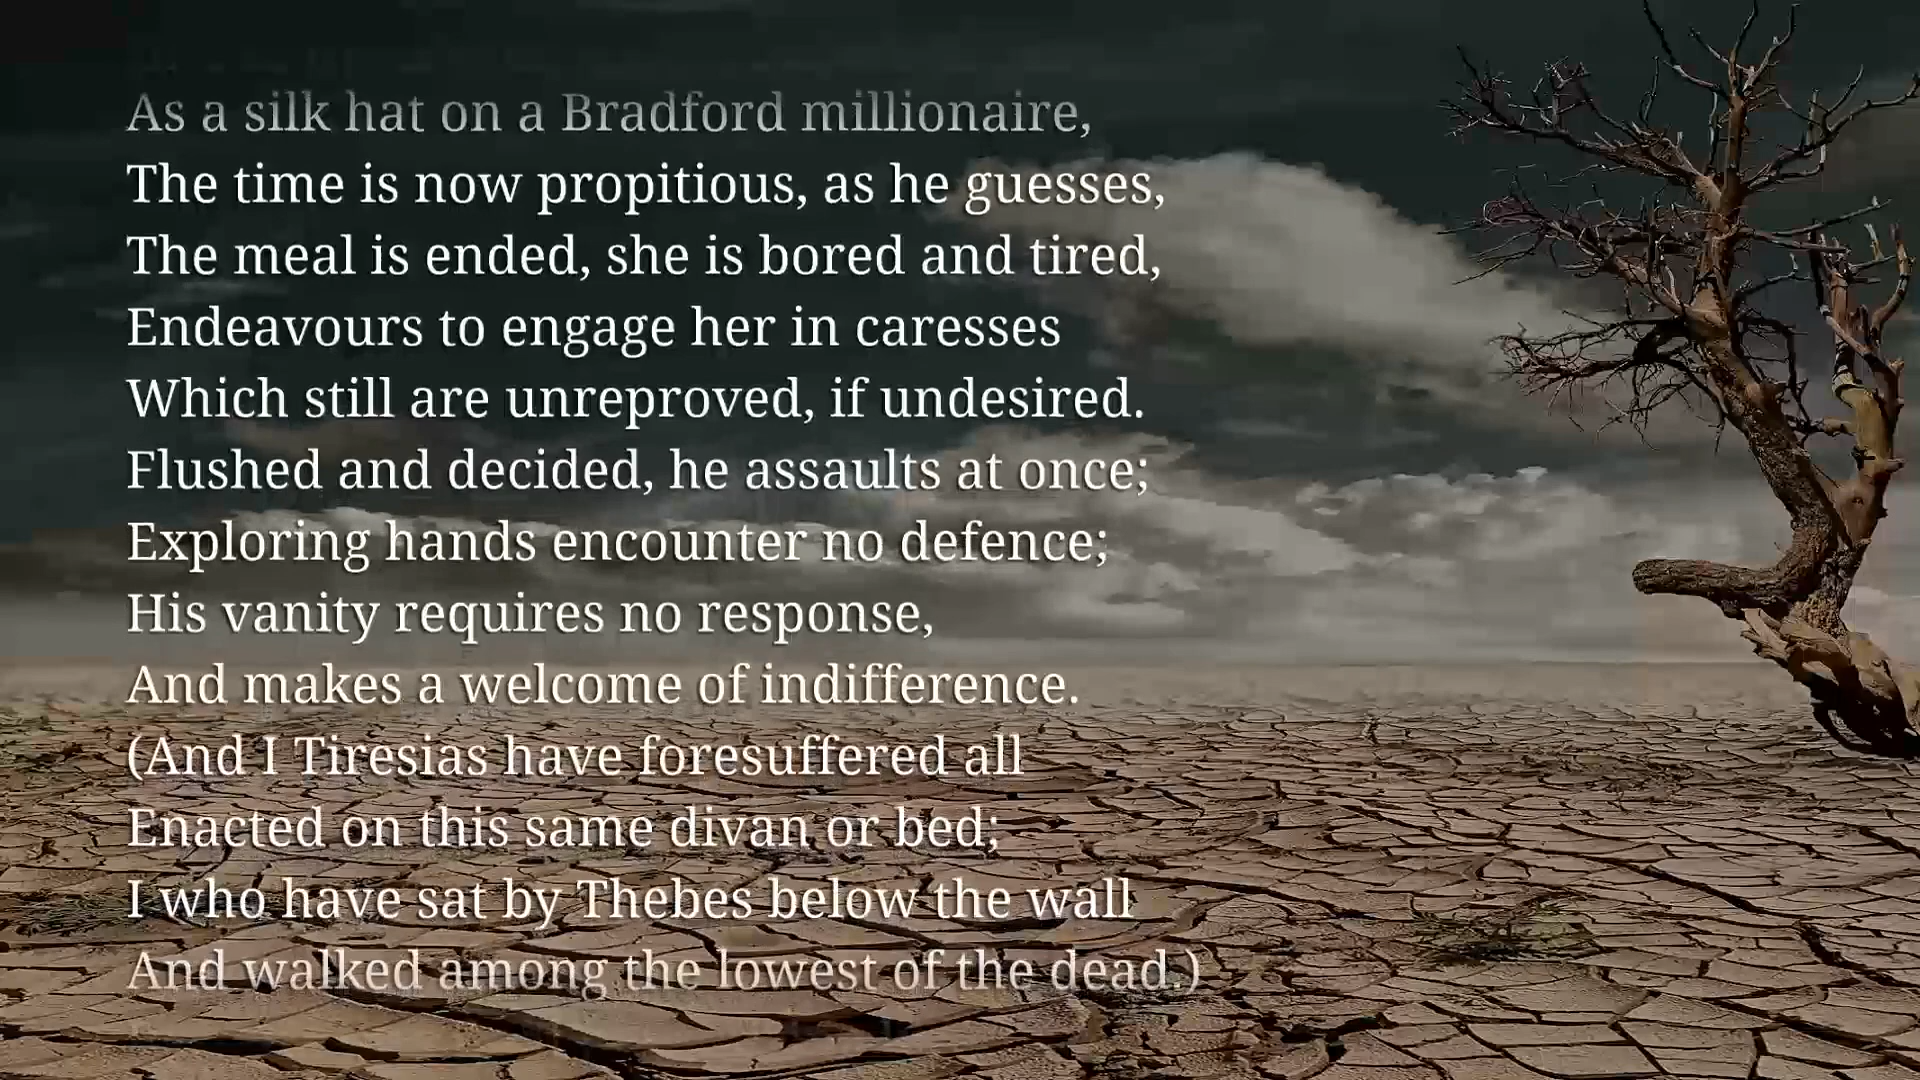 As a silk hat on a Bradford millionaire,
The time is now propitious, as he guesses,
The meal is ended, she is bored and tired,
Endeavours to engage her in caresses
Which still are unreproved, if undesired.
Flushed and decided, he assaults at once;
Exploring hands encounter no defence;
His vanity requires no response,
And makes a welcome of indifference.
(And I Tiresias have foresuffered all
Enacted on this same divan or bed;
I who have sat by Thebes below the wall
And walked among the lowest of the dead.)